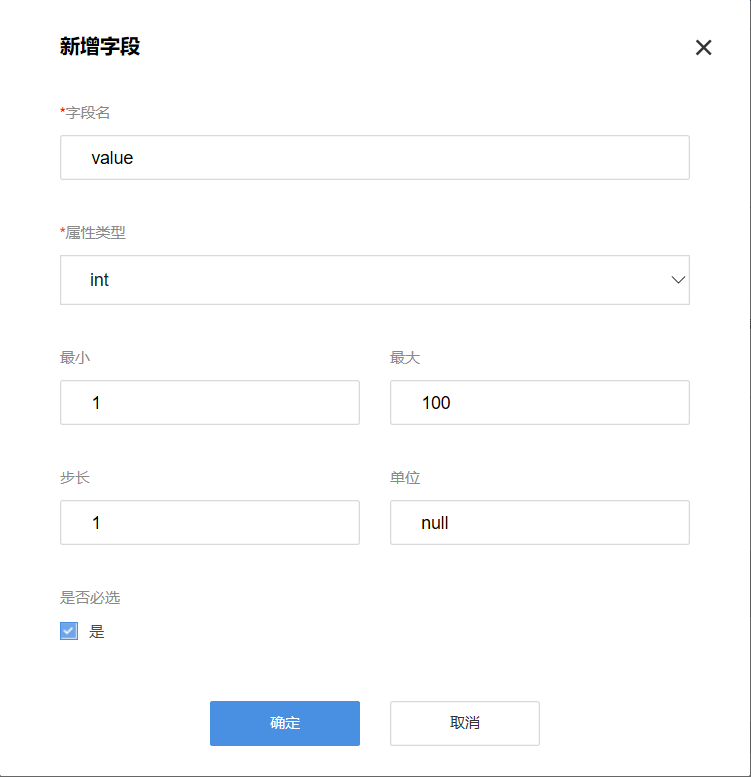 新增字段
*字段名
value
*属性类型
int
最小
最大
1
100
步长
单位
1
null
是否必选
是
确定
取消